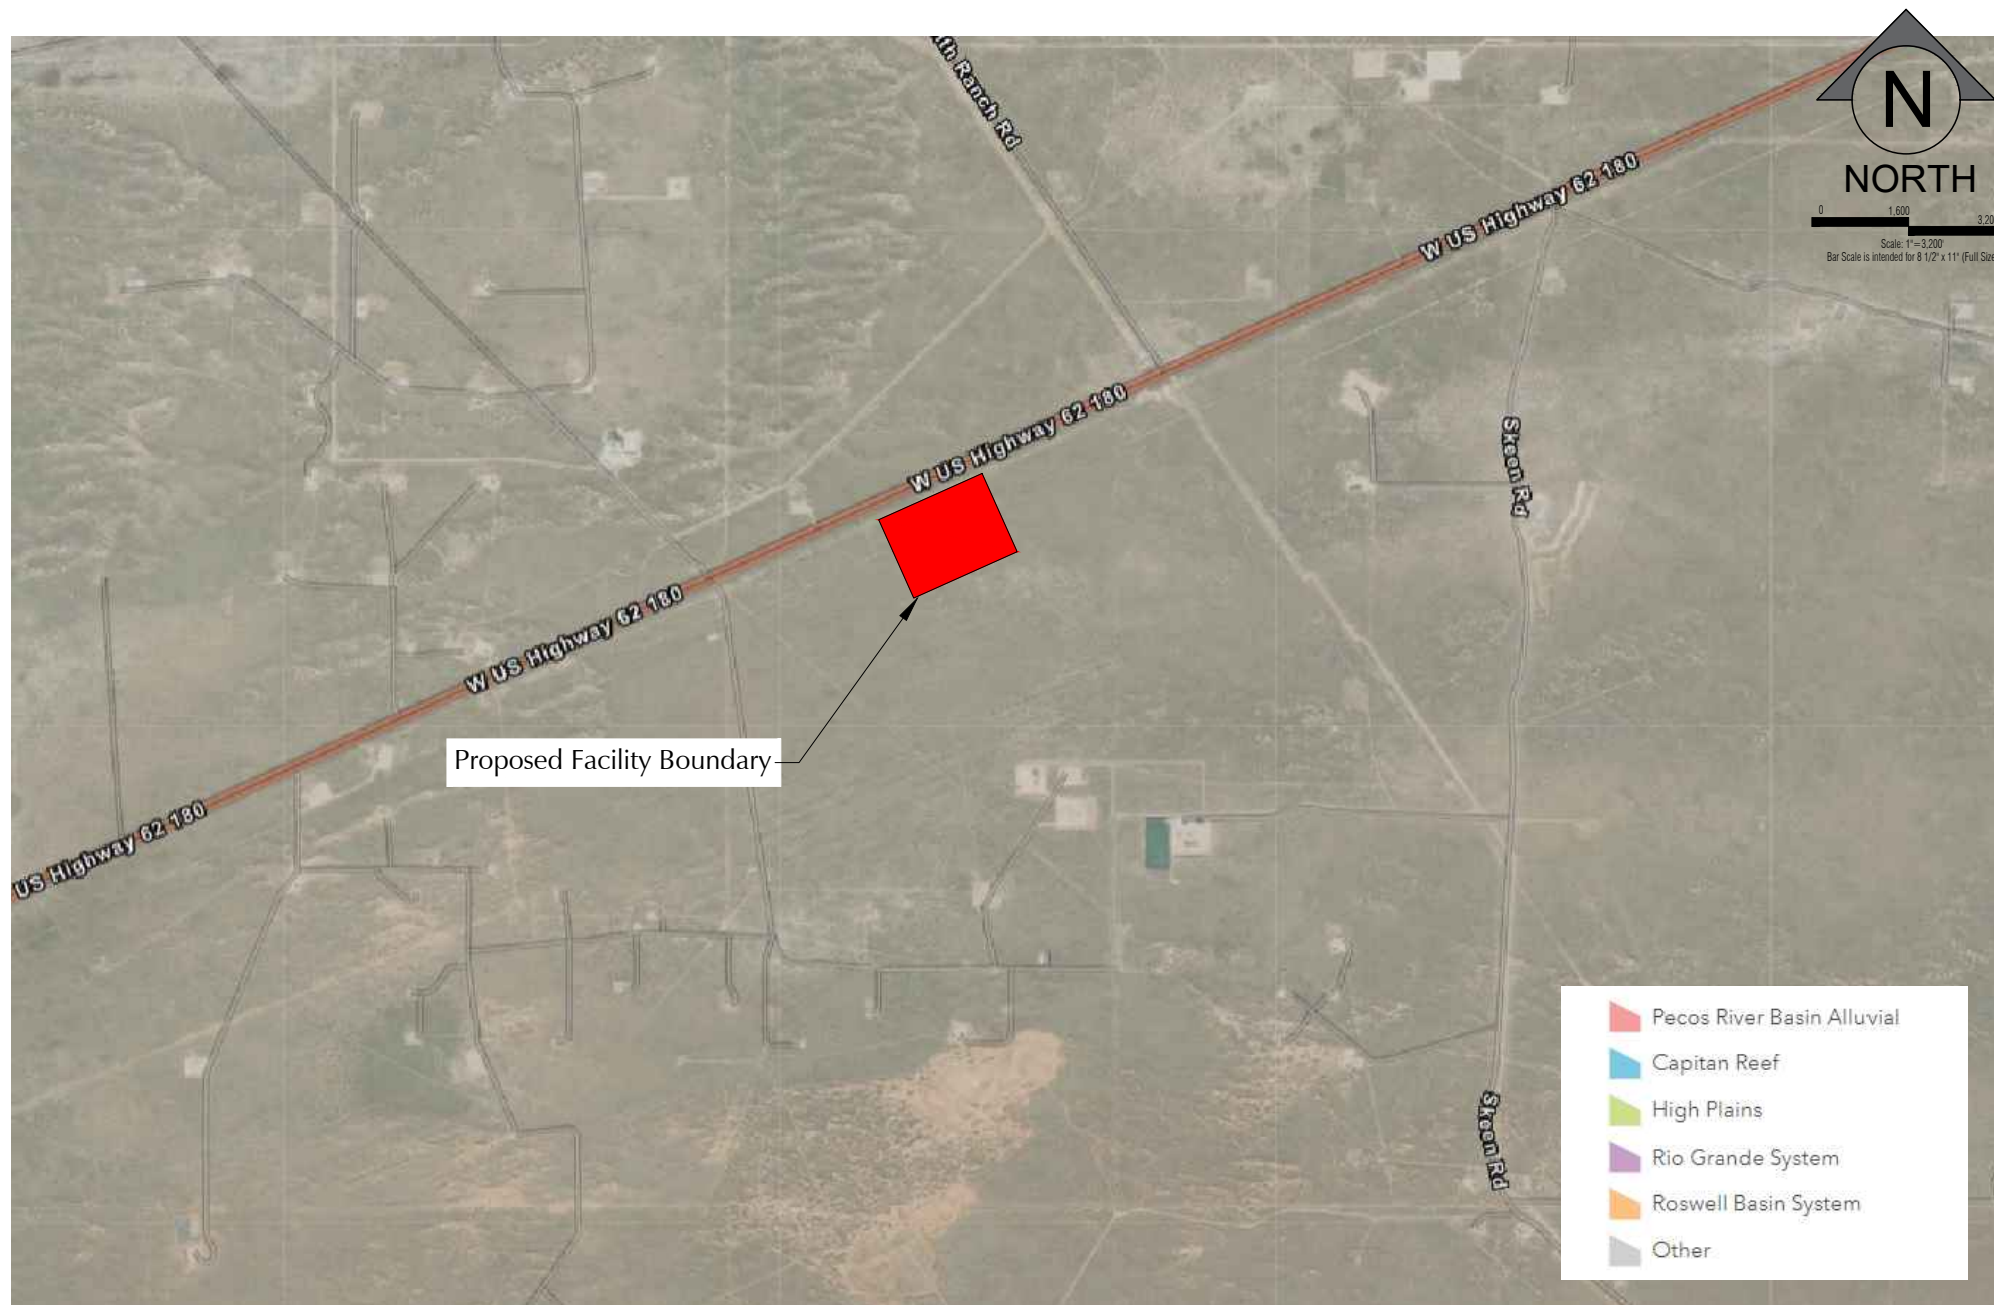 N
NORTH
0 1,600
Scale: 1"=3,200'
Bar Scale is intended for 8 1/2" x 11" (Full Size
Ranch Rd
W US Highway 62 180
W US Highway 62 180
Skeen Rd
W US Highway 62 180
Proposed Facility Boundary
US Highway 62 180
Skeen Rd
Pecos River Basin Alluvial
Capitan Reef
High Plains
Rio Grande System
Roswell Basin System
Other